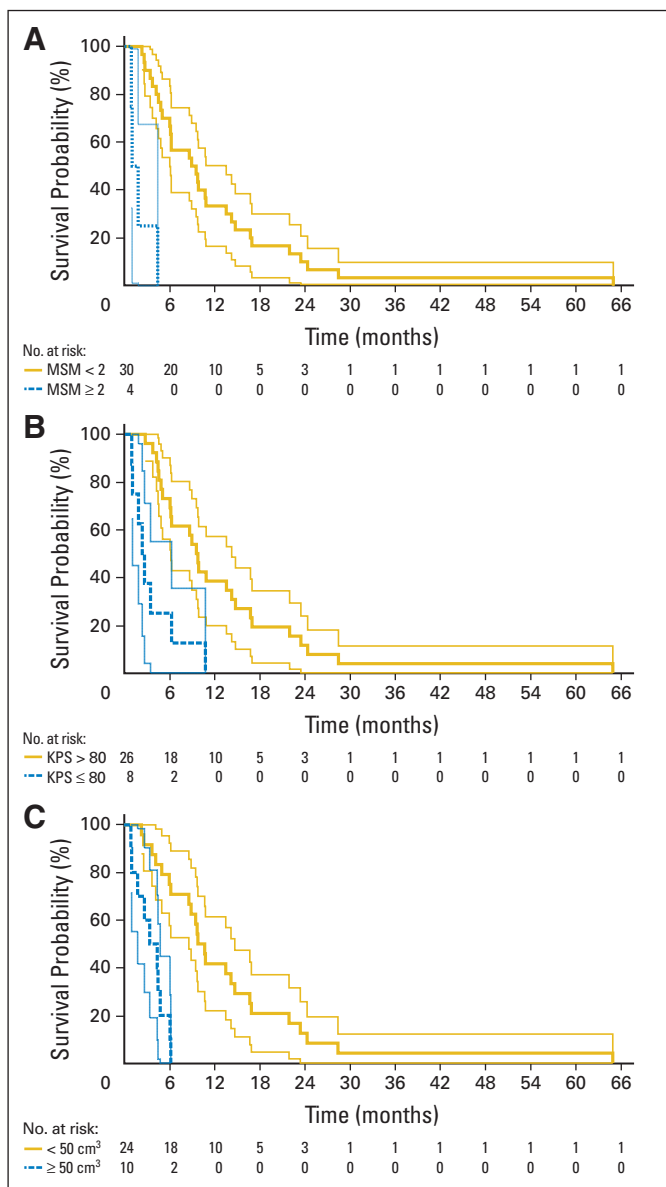 A
Survival Probability (%)
100
80
60
40
20
0 6 12 18 24 30 36 42 48 54 60 66
Time (months)
No. at risk:
MSM < 2 30 20 10 5 3 1 1 1 1 1 1 1
MSM ≥ 2 4 0 0 0 0 0 0 0 0 0 0 0
B
Survival Probability (%)
100
80
60
40
20
0 6 12 18 24 30 36 42 48 54 60 66
Time (months)
No. at risk:
KPS > 80 26 18 10 5 3 1 1 1 1 1 1 1
KPS ≤ 80 8 2 0 0 0 0 0 0 0 0 0 0
C
Survival Probability (%)
100
80
60
40
20
0 6 12 18 24 30 36 42 48 54 60 66
Time (months)
No. at risk:
< 50 cm³ 24 18 10 5 3 1 1 1 1 1 1 1
≥ 50 cm³ 10 2 0 0 0 0 0 0 0 0 0 0